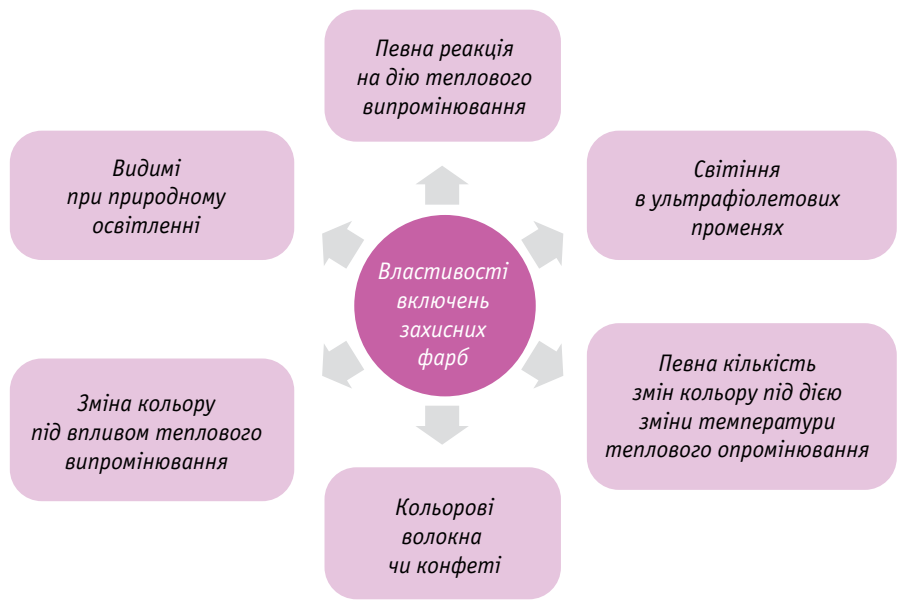 Певна реакція
на дію теплового
випромінювання
Видимі
при природному
освітленні
Світіння
в ультрафіолетових
променях
Властивості
включень
захисних
фарб
Зміна кольору
під впливом теплового
випромінювання
Певна кількість
змін кольору під дією
зміни температури
теплового опромінювання
Кольорові
волокна
чи конфеті